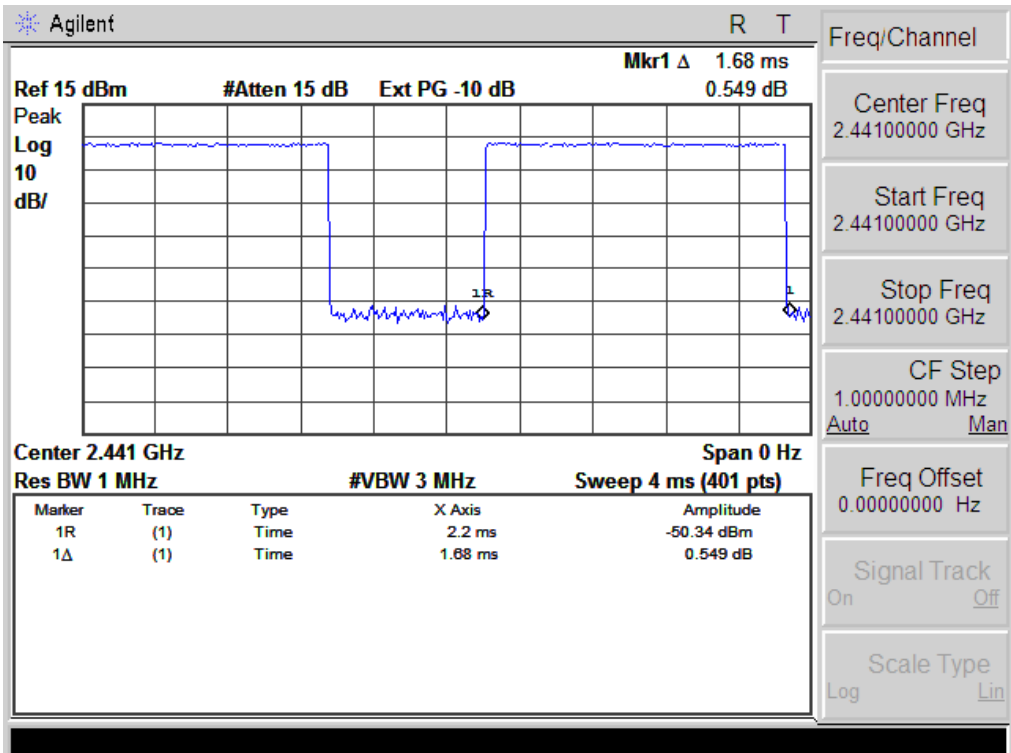 Agilent R T
Mkr1 Δ 1.68 ms
Ref 15 dBm #Atten 15 dB Ext PG -10 dB 0.549 dB
Peak
Log
10
dB/
1R
1
Center 2.441 GHz Span 0 Hz
Res BW 1 MHz #VBW 3 MHz Sweep 4 ms (401 pts)
Marker Trace Type X Axis Amplitude
1R (1) Time 2.2 ms -50.34 dBm
1Δ (1) Time 1.68 ms 0.549 dB
Freq/Channel
Center Freq
2.44100000 GHz
Start Freq
2.44100000 GHz
Stop Freq
2.44100000 GHz
CF Step
1.00000000 MHz
Auto Man
Freq Offset
0.00000000 Hz
Signal Track
On Off
Scale Type
Log Lin